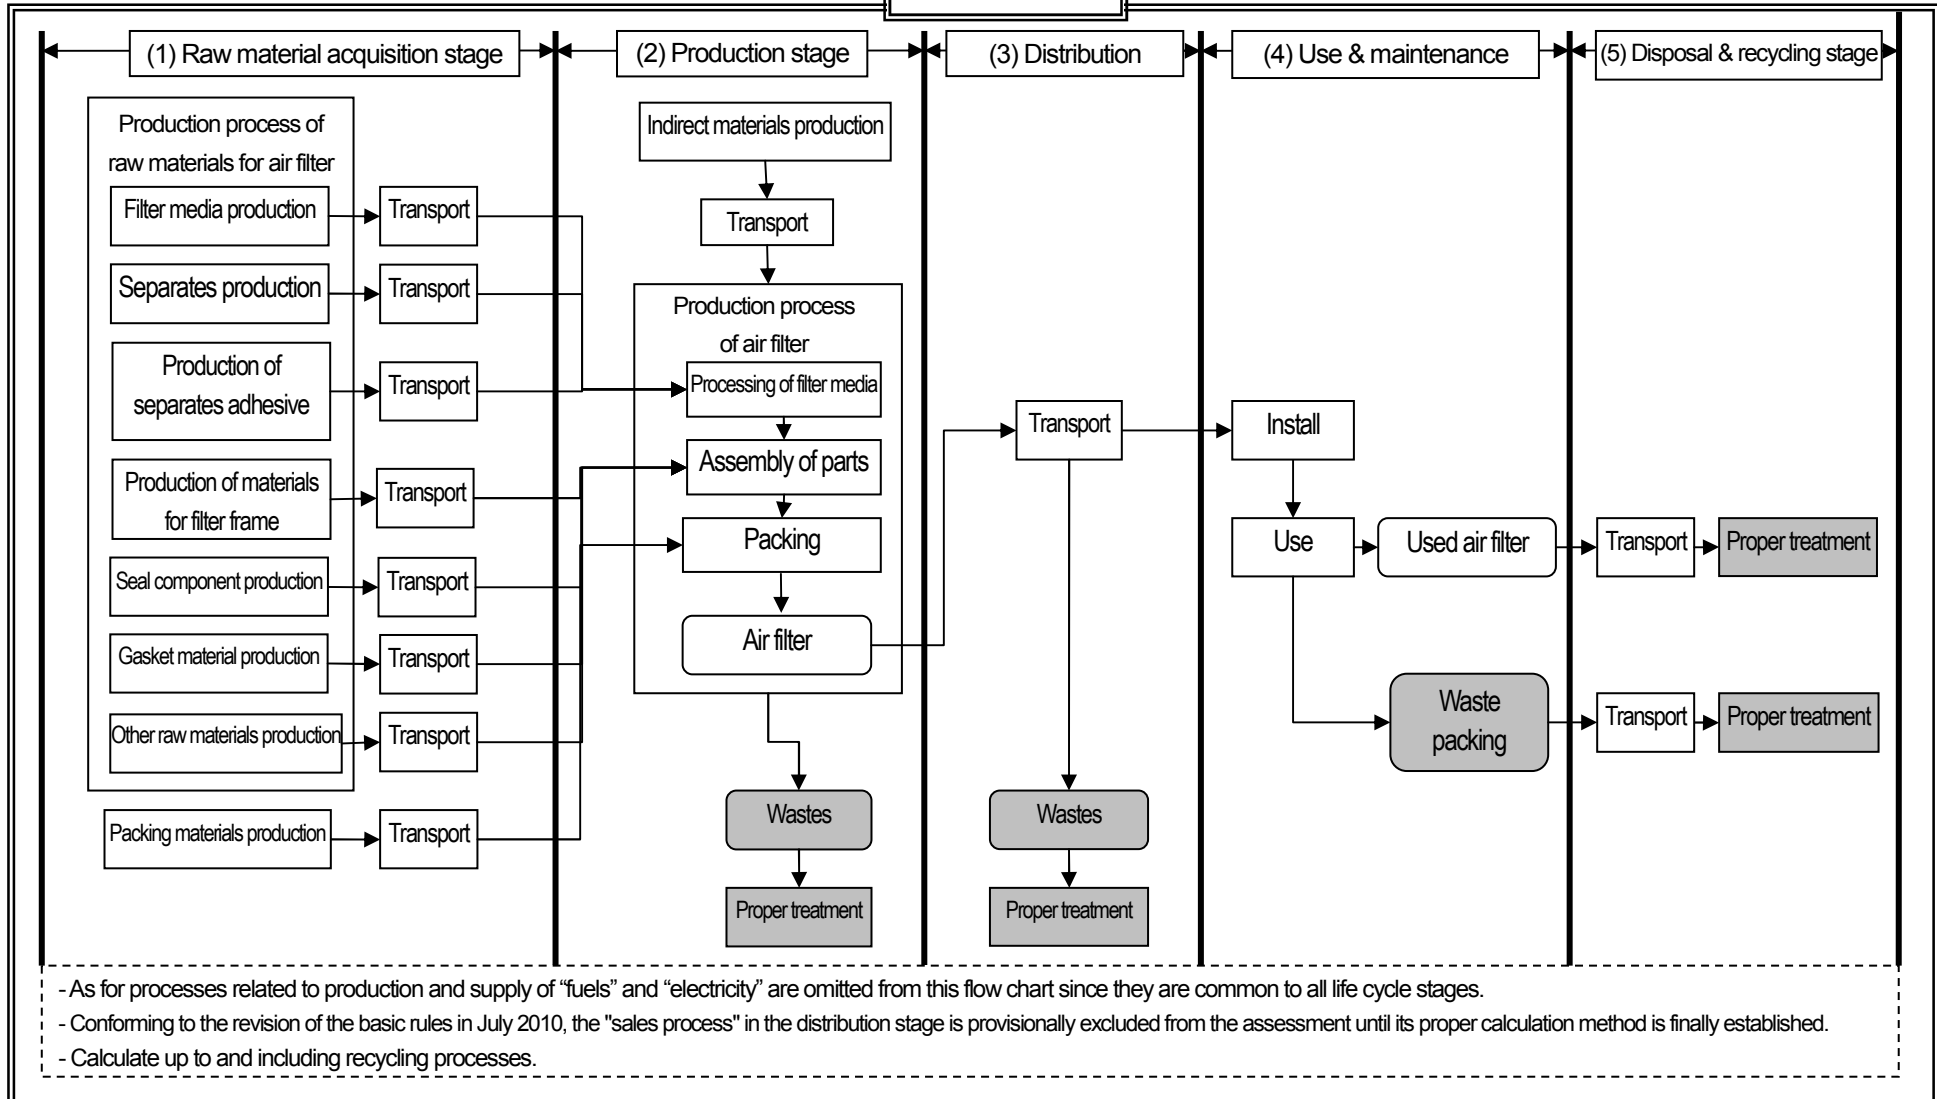 (1) Raw material acquisition stage
(2) Production stage
(3) Distribution
(4) Use & maintenance
(5) Disposal & recycling stage
Production process of
raw materials for air filter
Filter media production
Transport
Separates production
Transport
Production of
separates adhesive
Transport
Production of materials
for filter frame
Transport
Seal component production
Transport
Gasket material production
Transport
Other raw materials production
Transport
Packing materials production
Transport
Indirect materials production
Transport
Production process
of air filter
Processing of filter media
Assembly of parts
Packing
Air filter
Wastes
Proper treatment
Transport
Wastes
Proper treatment
Install
Use
Used air filter
Waste
packing
Transport
Proper treatment
Transport
Proper treatment
- As for processes related to production and supply of “fuels” and “electricity” are omitted from this flow chart since they are common to all life cycle stages.
- Conforming to the revision of the basic rules in July 2010, the "sales process" in the distribution stage is provisionally excluded from the assessment until its proper calculation method is finally established.
- Calculate up to and including recycling processes.